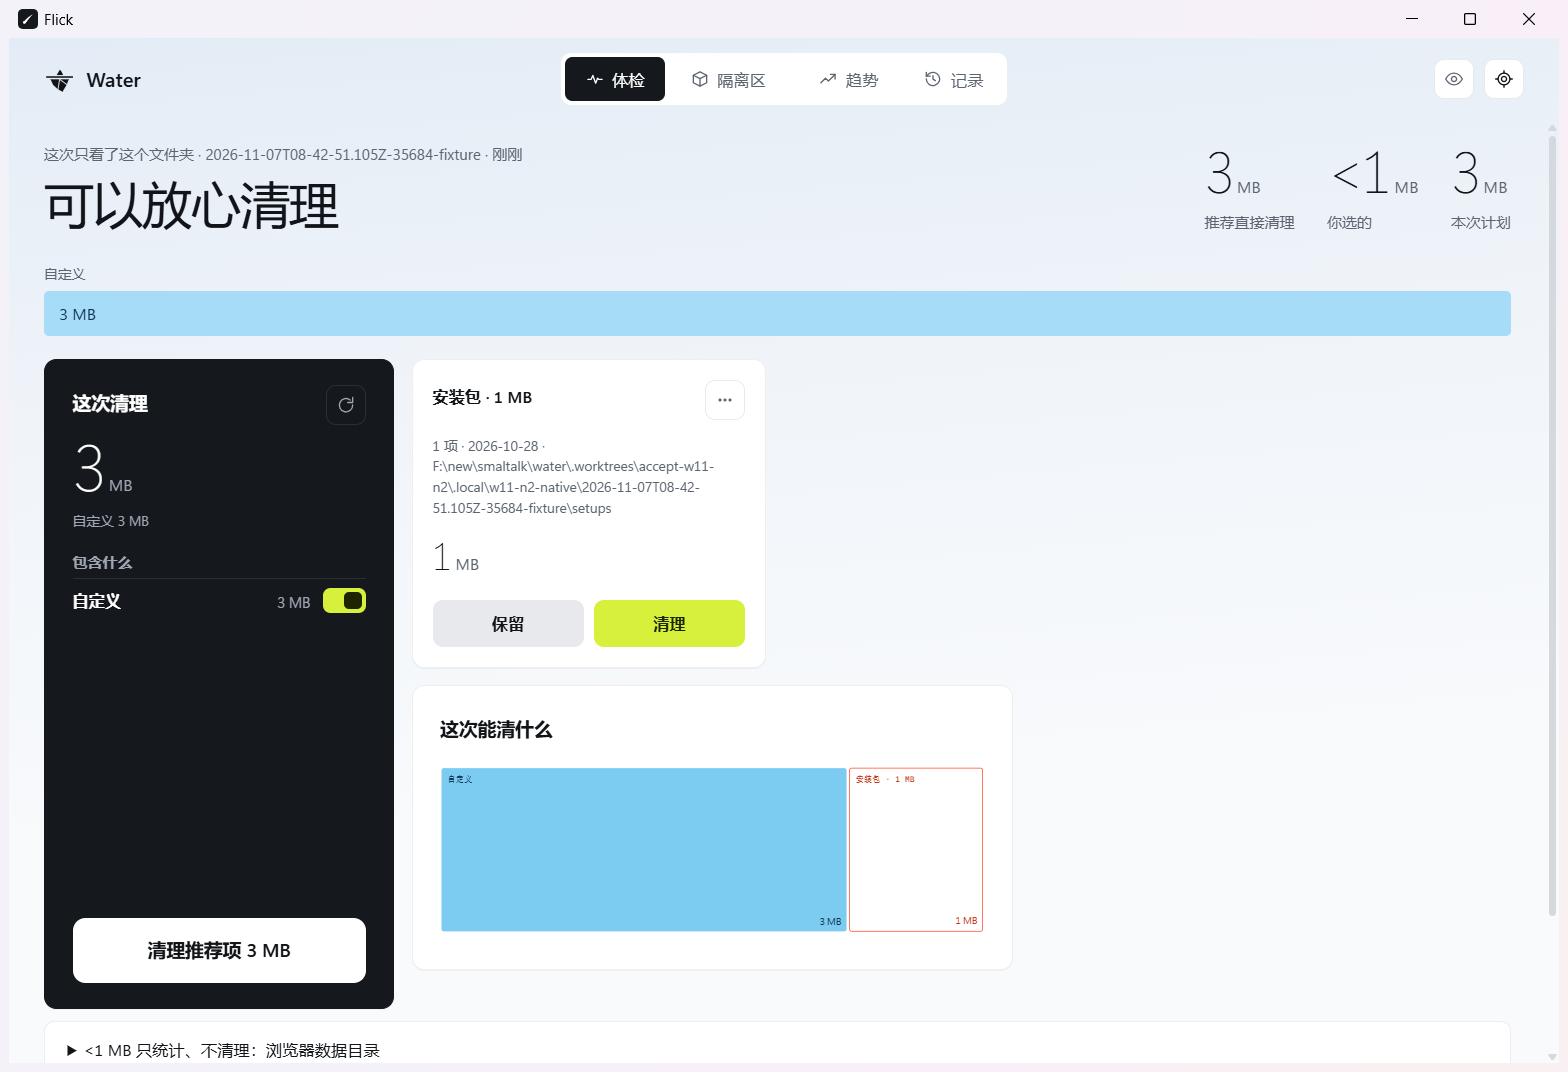 Flick
Water
体检
隔离区
趋势
记录
这次只看了这个文件夹 · 2026-11-07T08-42-51.105Z-35684-fixture · 刚刚
可以放心清理
3 MB
推荐直接清理
<1 MB
你选的
3 MB
本次计划
自定义
3 MB
这次清理
3 MB
自定义 3 MB
包含什么
自定义 3 MB
清理推荐项 3 MB
安装包 · 1 MB
1 项 · 2026-10-28 ·
F:\new\smaltalk\water\.worktrees\accept-w11-
n2\.local\w11-n2-native\2026-11-07T08-42-
51.105Z-35684-fixture\setups
1 MB
保留
清理
这次能清什么
自定义
3 MB
安装包 · 1 MB
1 MB
<1 MB 只统计、不清理：浏览器数据目录